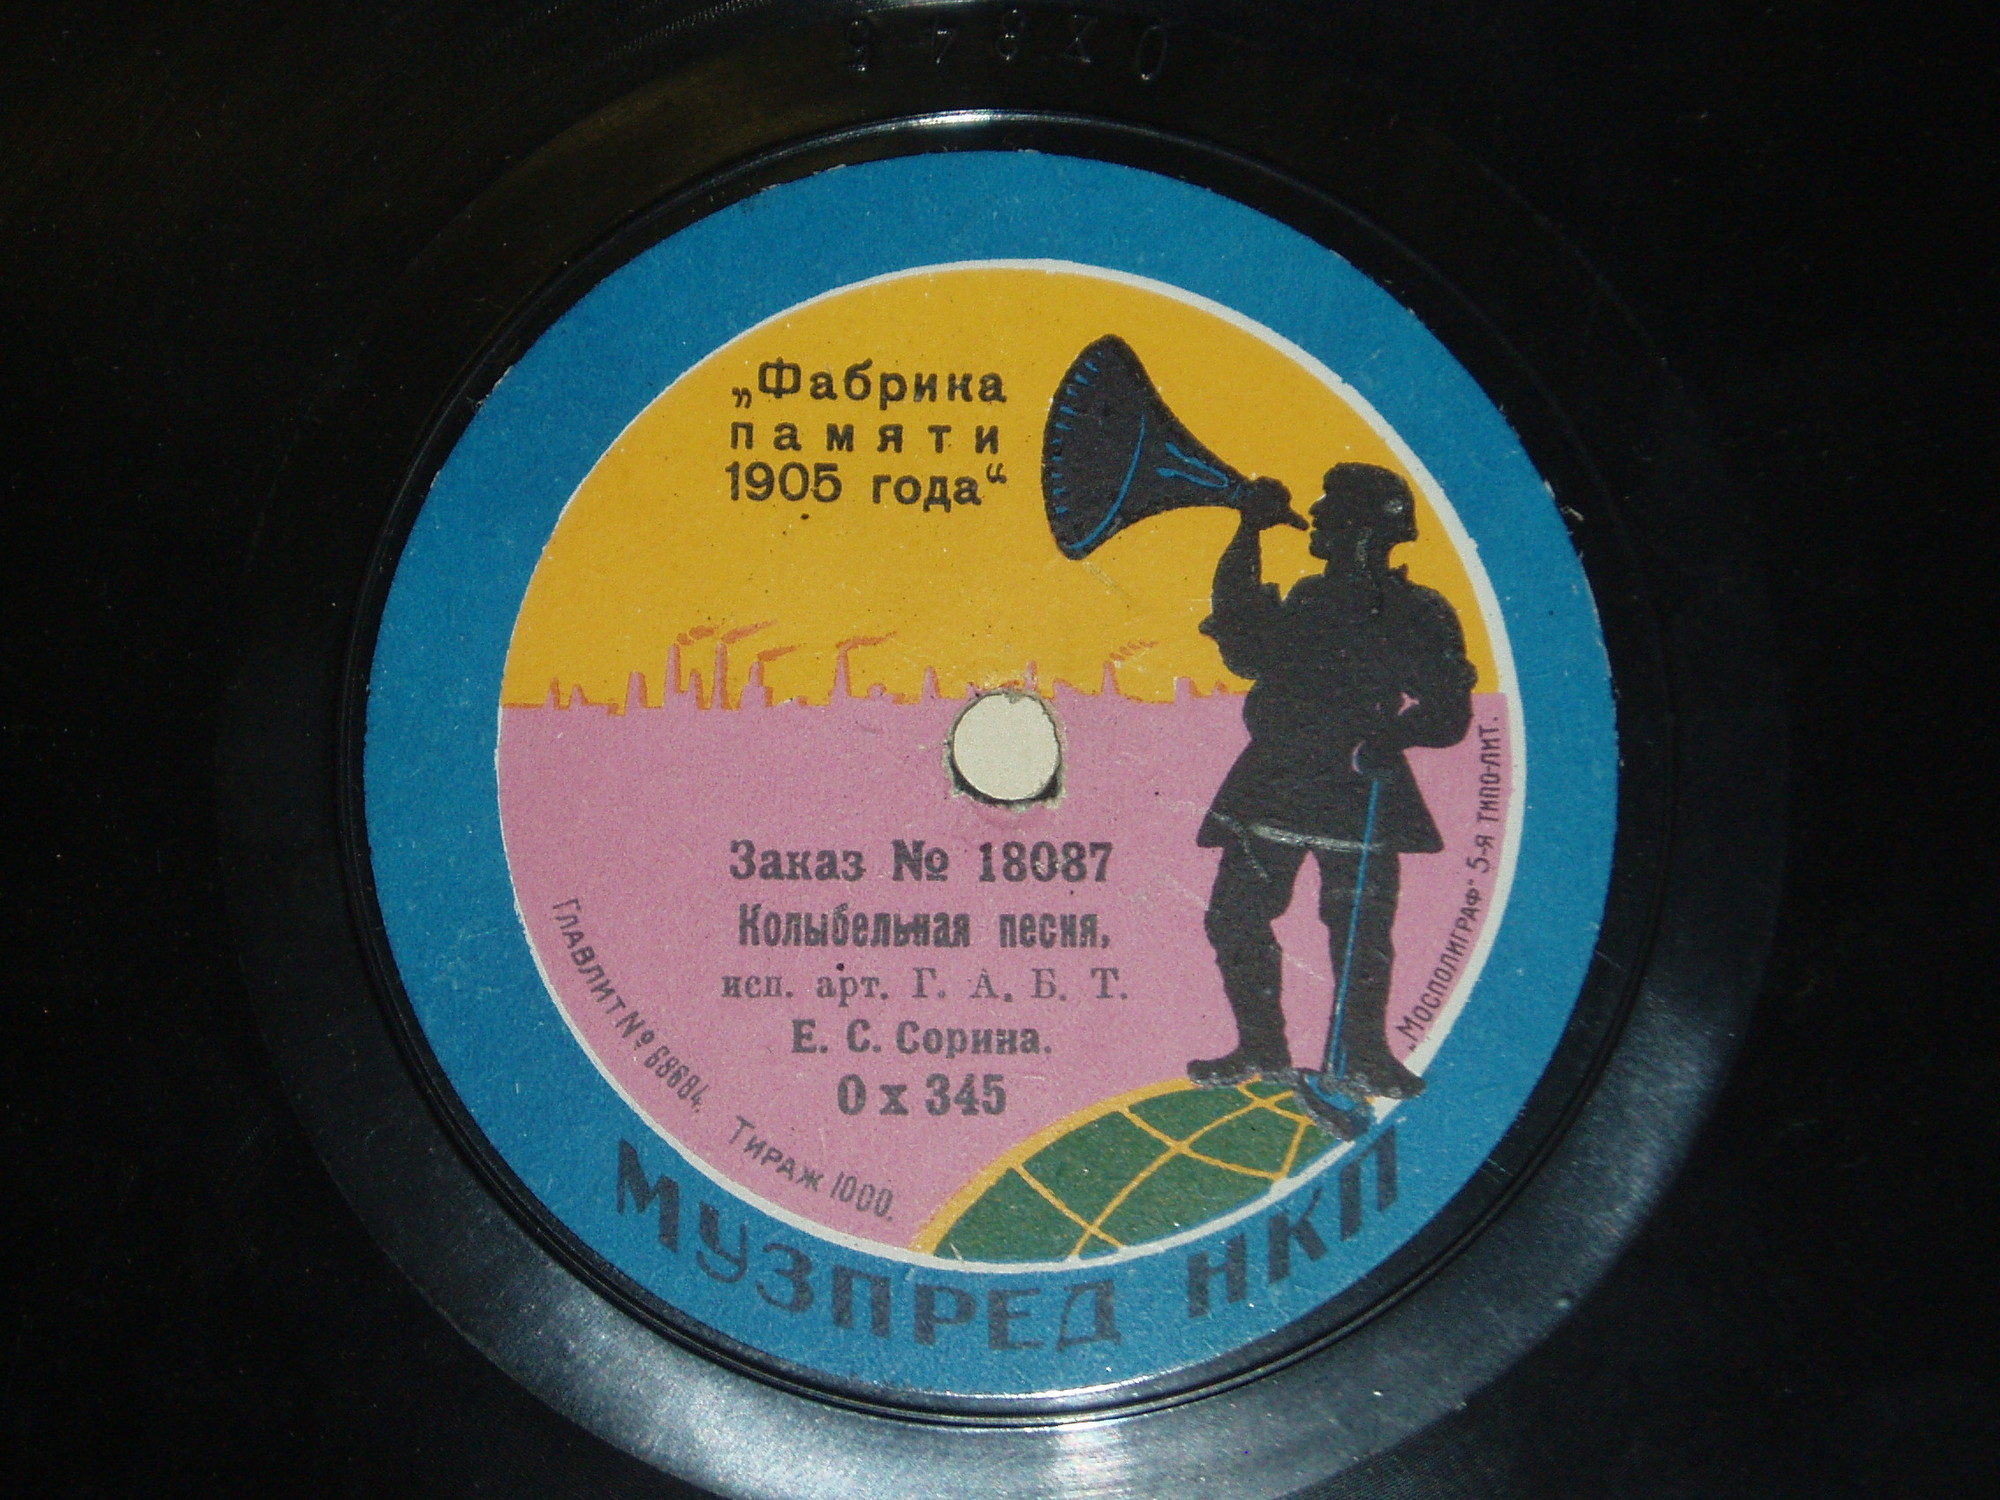 0X345
„Фабрика
памяти
1905 года“
Заказ № 18087
Колыбельная песня,
исп. арт. Г. А. Б. Т.
Е. С. Сорина.
0 х 345
Главлит № 68684. Тираж 1000.
„Мосполиграф" 5-я типо-лит.
МУЗПРЕД НКП